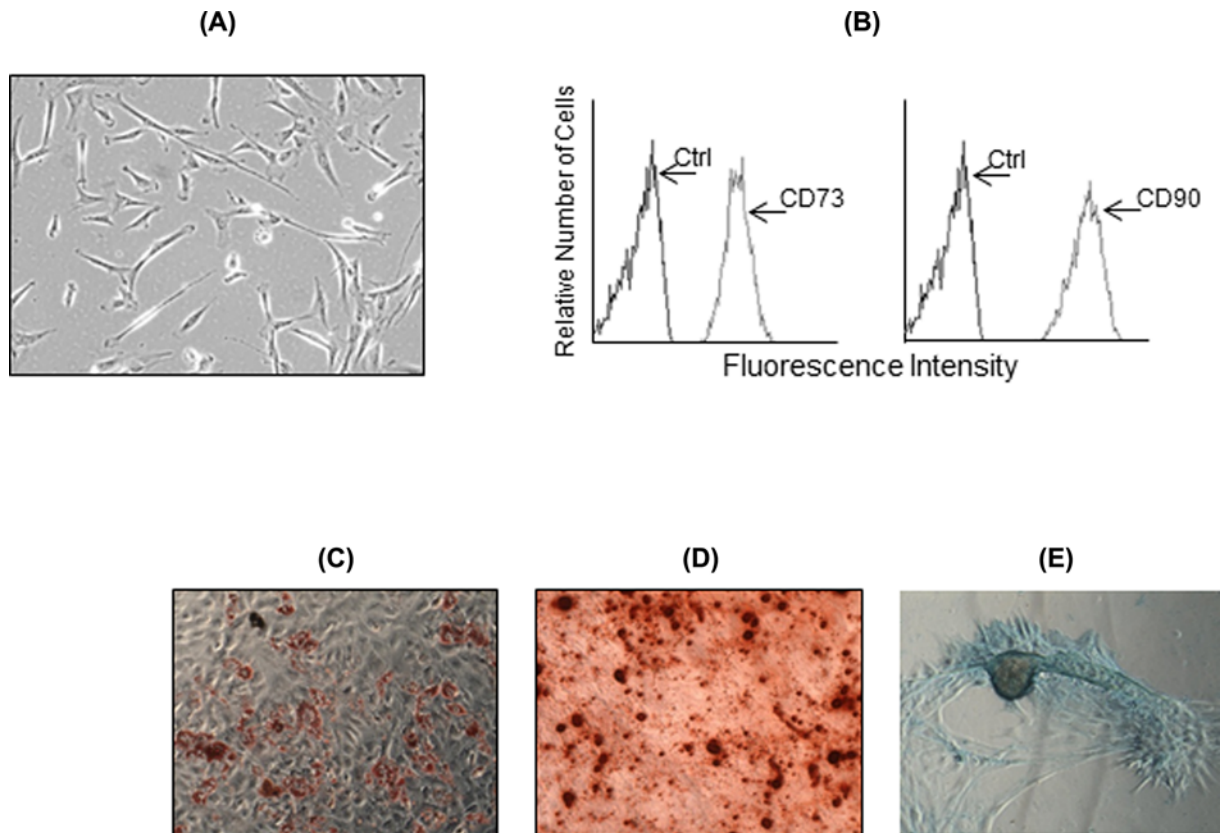 (A)
(B)
Relative Number of Cells
Ctrl
CD73
Ctrl
CD90
Fluorescence Intensity
(C)
(D)
(E)